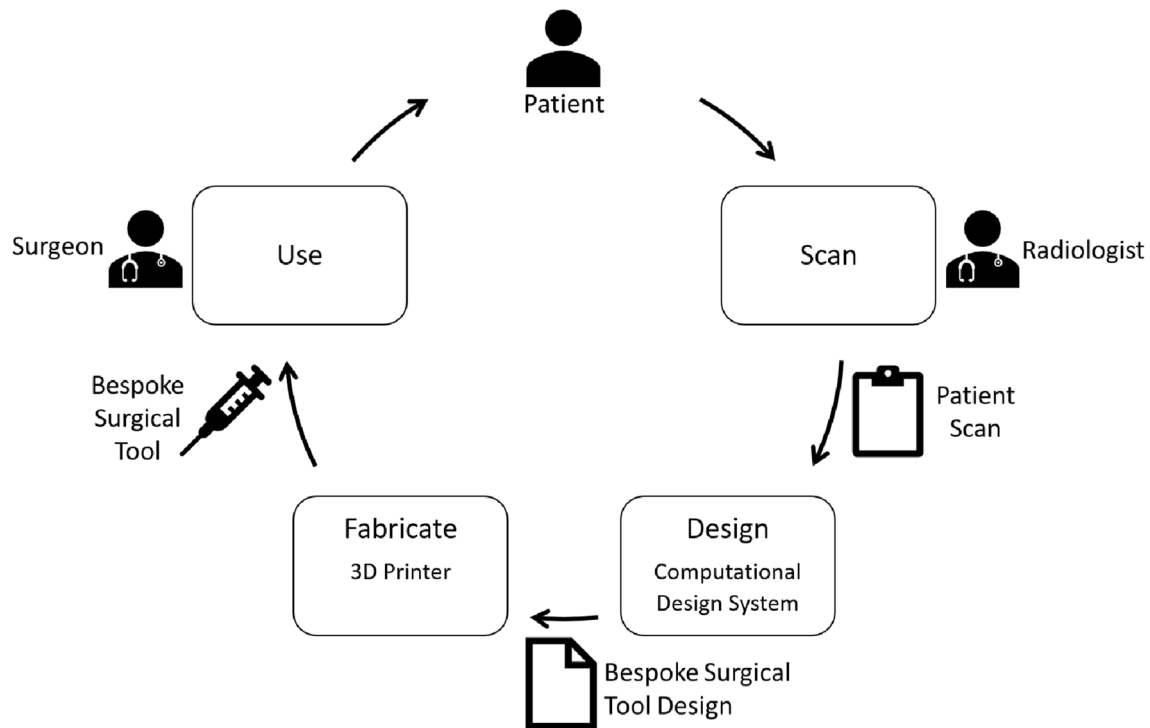 Patient
Surgeon
Use
Scan
Radiologist
Bespoke
Surgical
Tool
Patient
Scan
Fabricate
3D Printer
Design
Computational
Design System
Bespoke Surgical
Tool Design